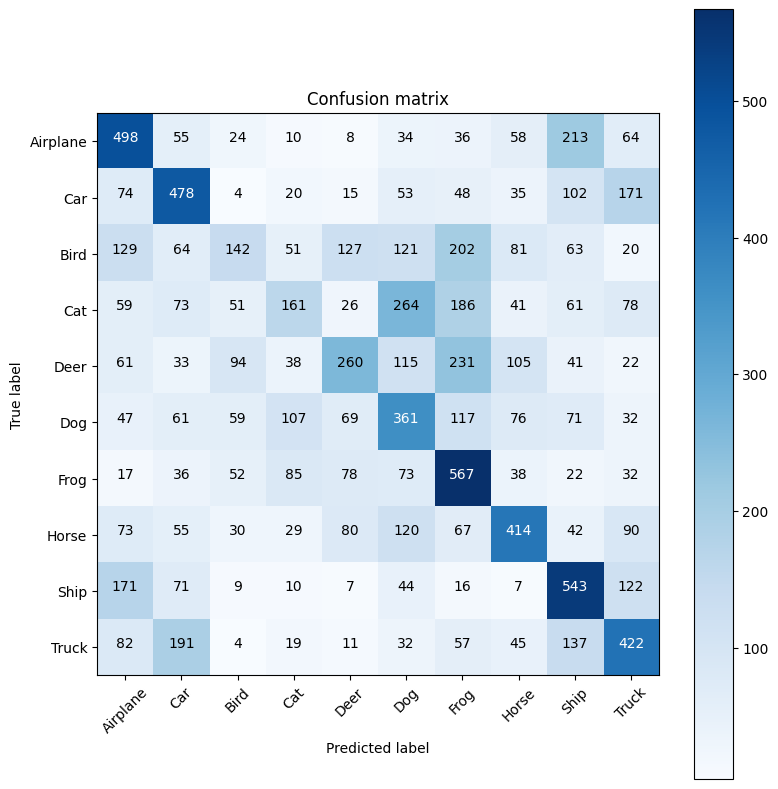 Confusion matrix
Airplane 498 55 24 10 8 34 36 58 213 64
Car 74 478 4 20 15 53 48 35 102 171
Bird 129 64 142 51 127 121 202 81 63 20
Cat 59 73 51 161 26 264 186 41 61 78
Deer 61 33 94 38 260 115 231 105 41 22
Dog 47 61 59 107 69 361 117 76 71 32
Frog 17 36 52 85 78 73 567 38 22 32
Horse 73 55 30 29 80 120 67 414 42 90
Ship 171 71 9 10 7 44 16 7 543 122
Truck 82 191 4 19 11 32 57 45 137 422
Airplane Car Bird Cat Deer Dog Frog Horse Ship Truck
Predicted label
True label
500
400
300
200
100